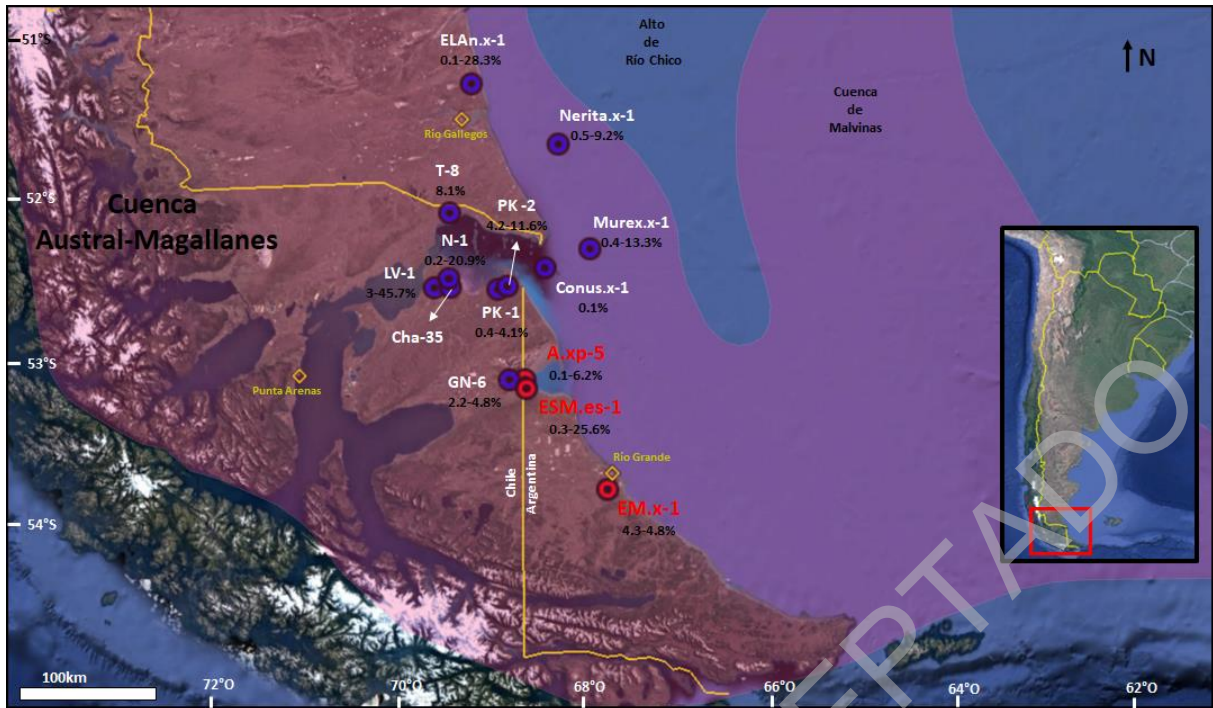 51°S
ELAn.x-1
0.1-28.3%
Alto
de
Río Chico
N
Río Gallegos
Nerita.x-1
0.5-9.2%
Cuenca
de
Malvinas
52°S
T-8
8.1%
Cuenca
Austral-Magallanes
PK -2
4.2-11.6%
Murex.x-1
0.4-13.3%
N-1
0.2-20.9%
LV-1
3-45.7%
Conus.x-1
0.1%
PK -1
0.4-4.1%
Cha-35
53°S
A.xp-5
0.1-6.2%
Punta Arenas
GN-6
2.2-4.8%
ESM.es-1
0.3-25.6%
Río Grande
Chile
Argentina
54°S
EM.x-1
4.3-4.8%
100km
72°O
70°O
68°O
66°O
64°O
62°O
EPTADO